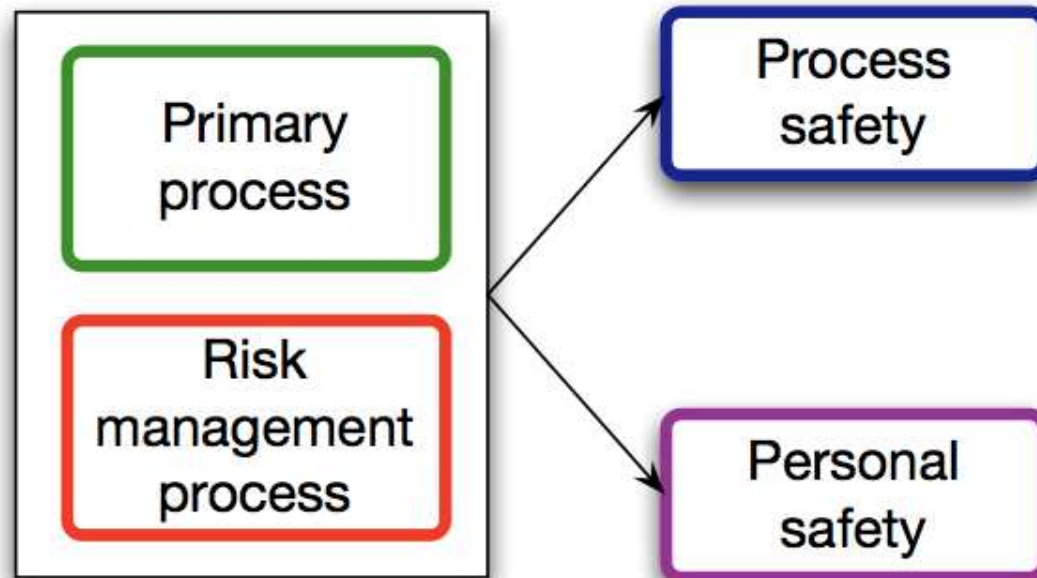 Primary
process
Risk
management
process
Process
safety
Personal
safety